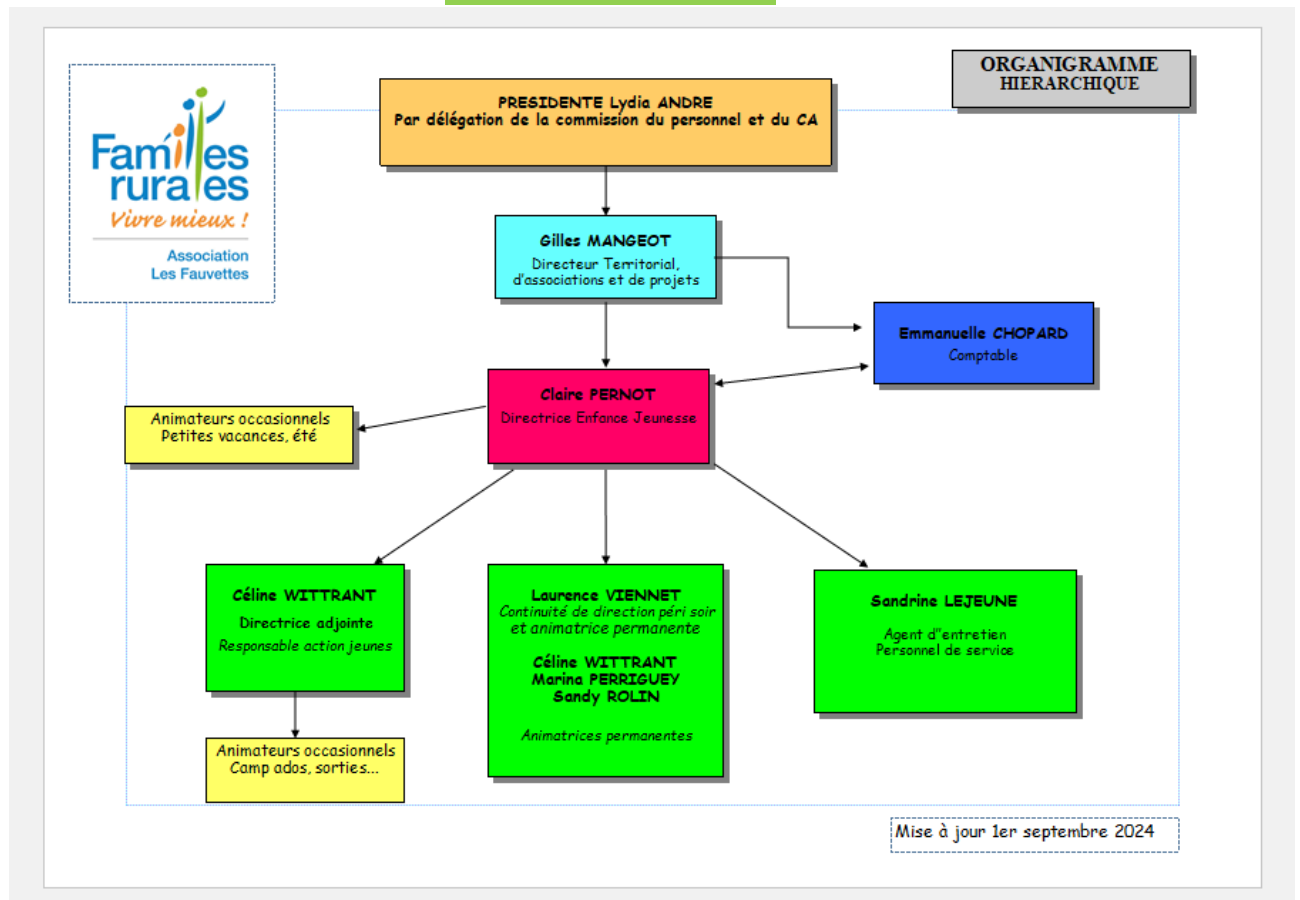 ORGANIGRAMME
HIERARCHIQUE
Familles
rurales
Vivre mieux !
Association
Les Fauvettes
PRESIDENTE Lydia ANDRE
Par délégation de la commission du personnel et du CA
Gilles MANGEOT
Directeur Territorial,
d'associations et de projets
Emmanuelle CHOPARD
Comptable
Claire PERNOT
Directrice Enfance Jeunesse
Animateurs occasionnels
Petites vacances, été
Céline WITTRANT
Directrice adjointe
Responsable action jeunes
Laurence VIENNET
Continuité de direction péri soir
et animatrice permanente
Céline WITTRANT
Marina PERRIGUEY
Sandy ROLIN
Animatrices permanentes
Sandrine LEJEUNE
Agent d"entretien
Personnel de service
Animateurs occasionnels
Camp ados, sorties...
Mise à jour 1er septembre 2024